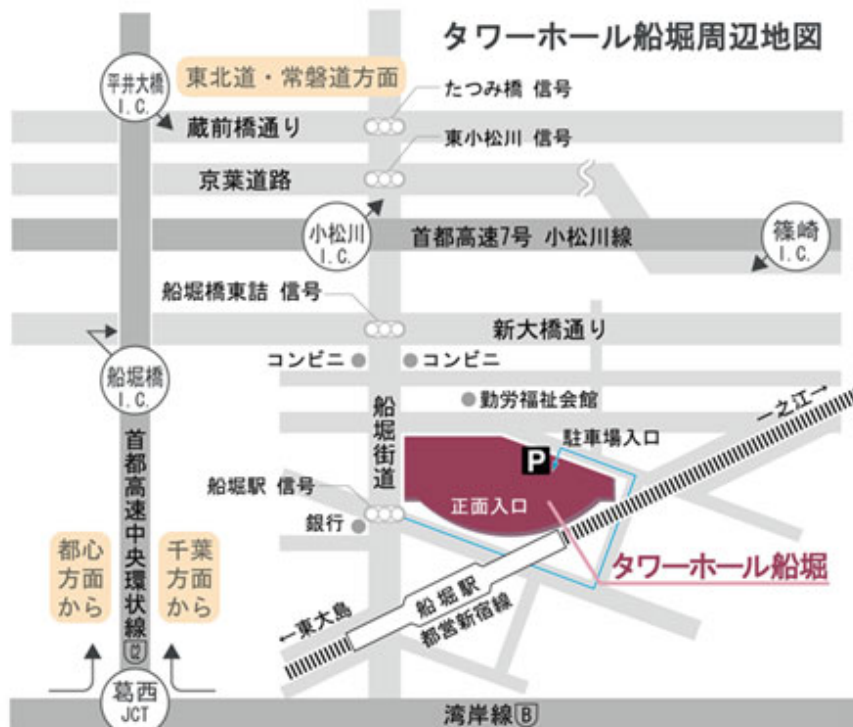 タワーホール船堀周辺地図
平井大橋
I.C.
東北道・常磐道方面
たつみ橋 信号
蔵前橋通り
東小松川 信号
京葉道路
小松川
I.C.
首都高速7号 小松川線
篠崎
I.C.
船堀橋東詰 信号
新大橋通り
コンビニ
コンビニ
船堀橋
I.C.
勤労福祉会館
一之江→
船堀街道
駐車場入口
P
首都高速中央環状線
C2
船堀駅 信号
正面入口
銀行
都心
方面
から
千葉
方面
から
タワーホール船堀
船堀駅
都営新宿線
←東大島
葛西
JCT
湾岸線
B